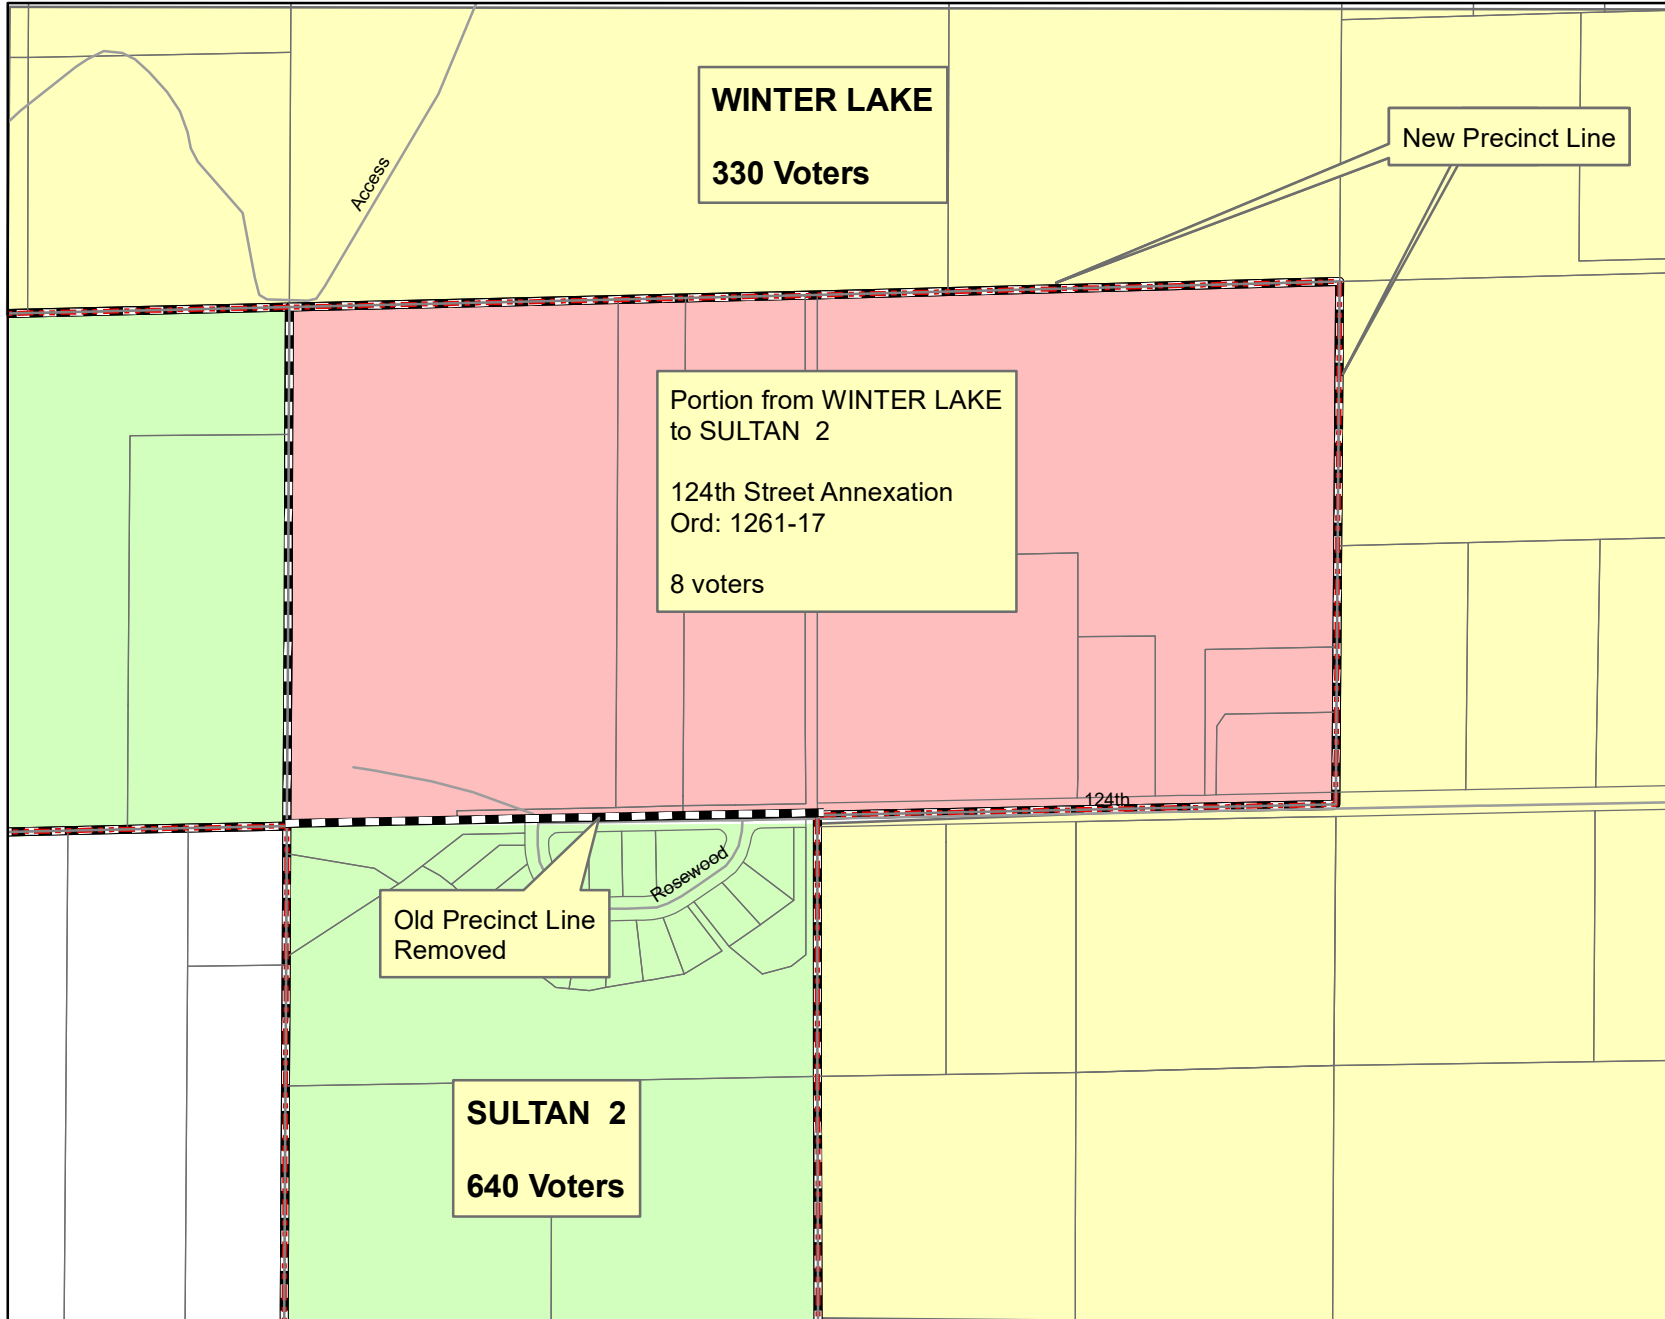 WINTER LAKE
330 Voters
New Precinct Line
Access
Portion from WINTER LAKE
to SULTAN 2
124th Street Annexation
Ord: 1261-17
8 voters
124th
Rosewood
Old Precinct Line
Removed
SULTAN 2
640 Voters